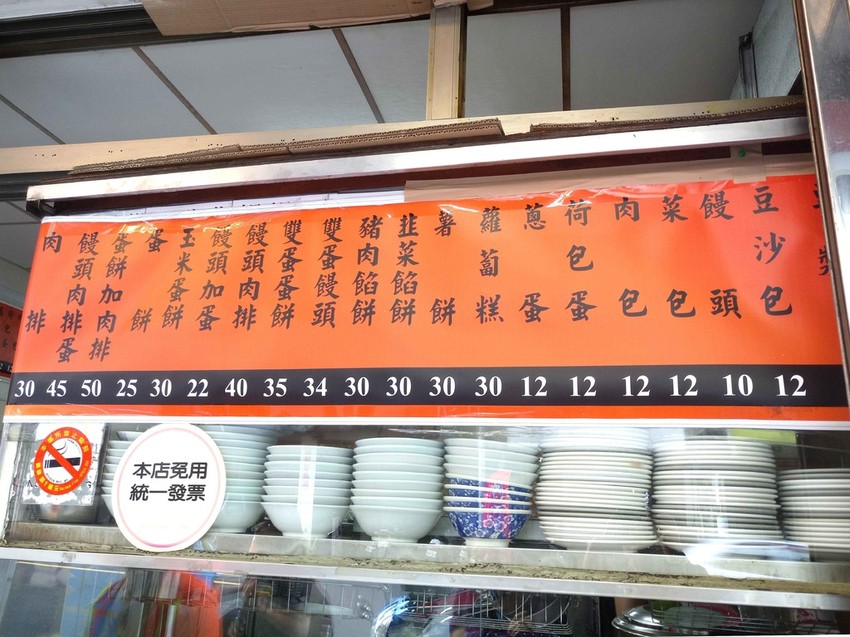 豆沙包
饅頭
菜包
肉包
荷包蛋
蔥蛋
蘿蔔糕
薯餅
韭菜餡餅
豬肉餡餅
雙蛋饅頭
雙蛋蛋餅
饅頭肉排
饅頭加蛋
玉米蛋餅
蛋餅
蛋餅加肉排
饅頭肉排蛋
肉排
30 45 50 25 30 22 40 35 34 30 30 30 30 12 12 12 12 10 12
本店免用
統一發票